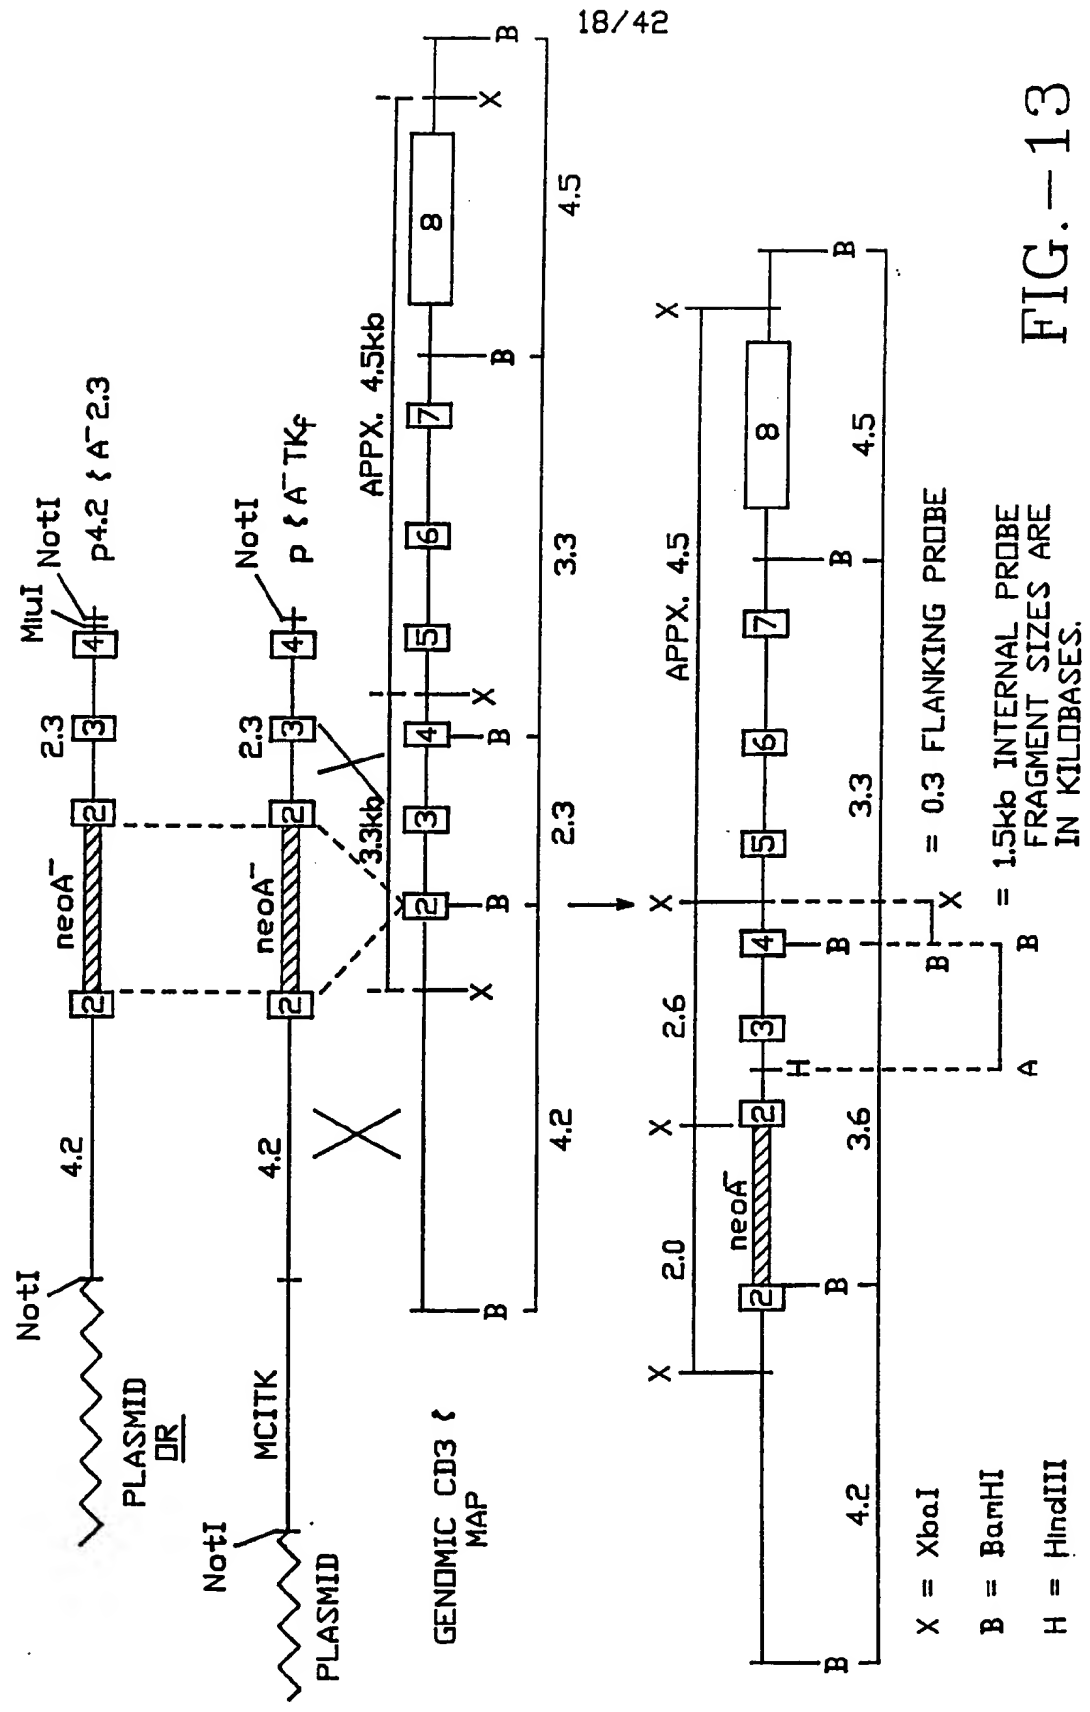 18/42
NotI
PLASMID
OR
4.2
2
neoA⁻
2
2.3
3
4
MluI
NotI
p4.2 ζ A⁻ 2.3
NotI
PLASMID
MCITK
4.2
2
neoA⁻
2
2.3
3
4
NotI
p ζ A⁻ TKf
GENOMIC CD3 ζ
MAP
3.3kb
APPX. 4.5kb
2
3
4
5
6
7
8
B
X
B
B
X
B
X
B
4.2
2.3
3.3
4.5
X
X
X
X
2.0
2.6
APPX. 4.5
2
neoA⁻
2
H
3
4
5
6
7
8
B
B
B
B
B
4.2
3.6
3.3
4.5
B
X
= 0.3 FLANKING PROBE
A
B
= 1.5kb INTERNAL PROBE
FRAGMENT SIZES ARE
IN KILOBASES.
X = XbaI
B = BamHI
H = HindIII
FIG.-13